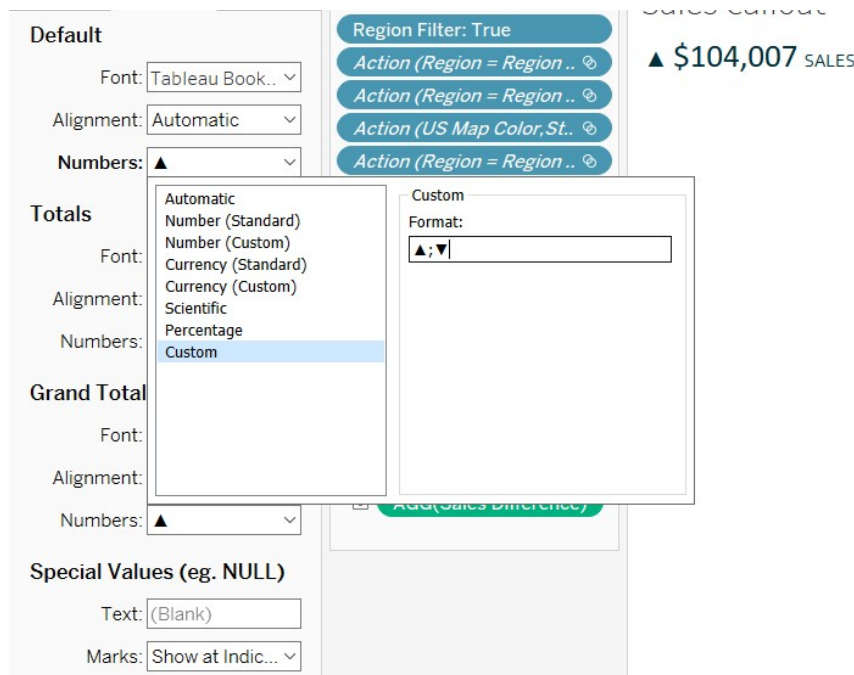 Default
Font: Tableau Book..
Alignment: Automatic
Numbers: ▲
Totals
Font:
Alignment:
Numbers:
Grand Total
Font:
Alignment:
Numbers: ▲
Special Values (eg. NULL)
Text: (Blank)
Marks: Show at Indic...
Automatic
Number (Standard)
Number (Custom)
Currency (Standard)
Currency (Custom)
Scientific
Percentage
Custom
Custom
Format:
▲;▼
Region Filter: True
Action (Region = Region ..
Action (Region = Region ..
Action (US Map Color,St..
Action (Region = Region ..
AGG(Sales Difference)
Sales Callout
▲ $104,007 SALES